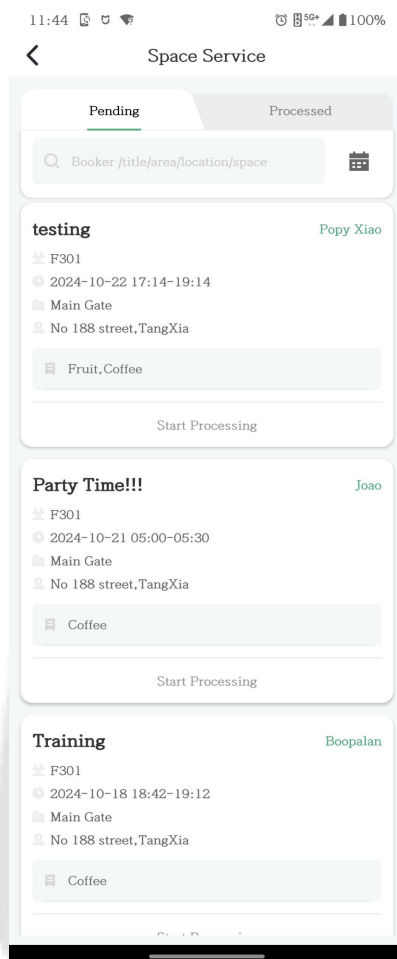 11:44 5G+ 100%
Space Service
Pending Processed
Booker /title/area/location/space
testing Popy Xiao
F301
2024-10-22 17:14-19:14
Main Gate
No 188 street,TangXia
Fruit,Coffee
Start Processing
Party Time!!! Joao
F301
2024-10-21 05:00-05:30
Main Gate
No 188 street,TangXia
Coffee
Start Processing
Training Boopalan
F301
2024-10-18 18:42-19:12
Main Gate
No 188 street,TangXia
Coffee